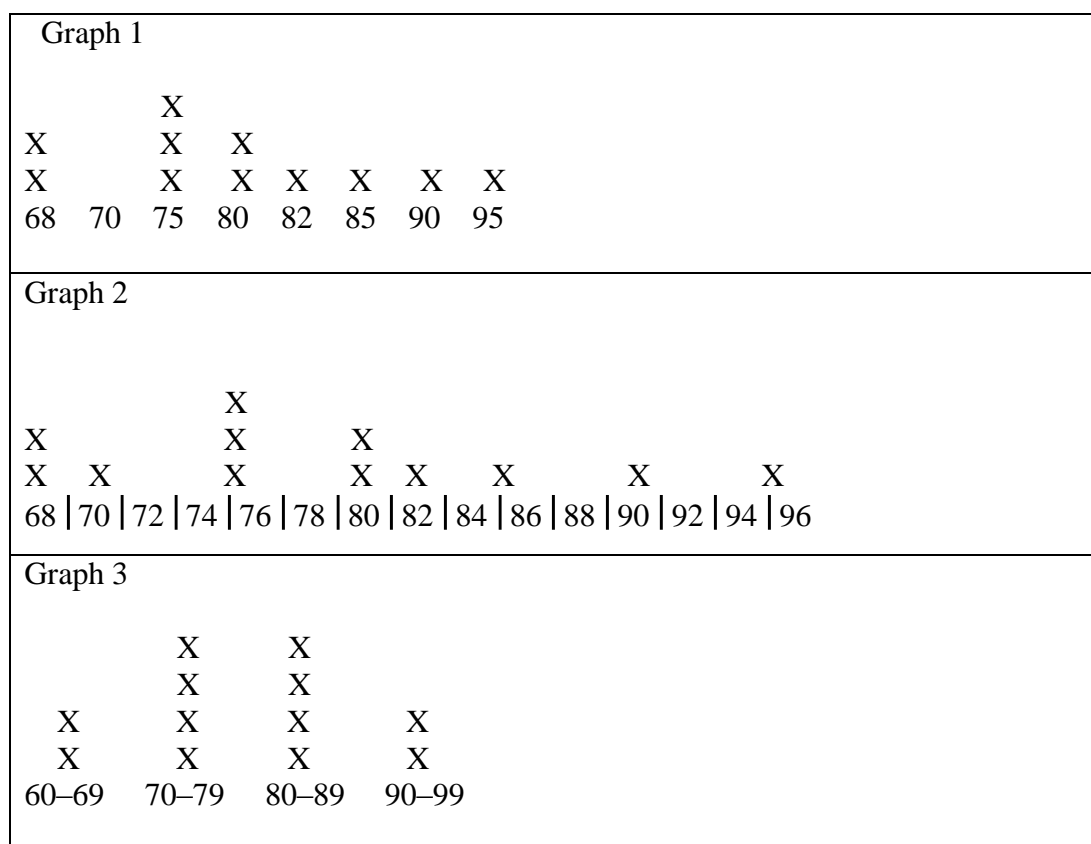 Graph 1
X
X X X
X X X X X X X
68 70 75 80 82 85 90 95
Graph 2
X
X X X
X X X X X X X X
68 | 70 | 72 | 74 | 76 | 78 | 80 | 82 | 84 | 86 | 88 | 90 | 92 | 94 | 96
Graph 3
X X
X X
X X X X
X X X X
60–69 70–79 80–89 90–99